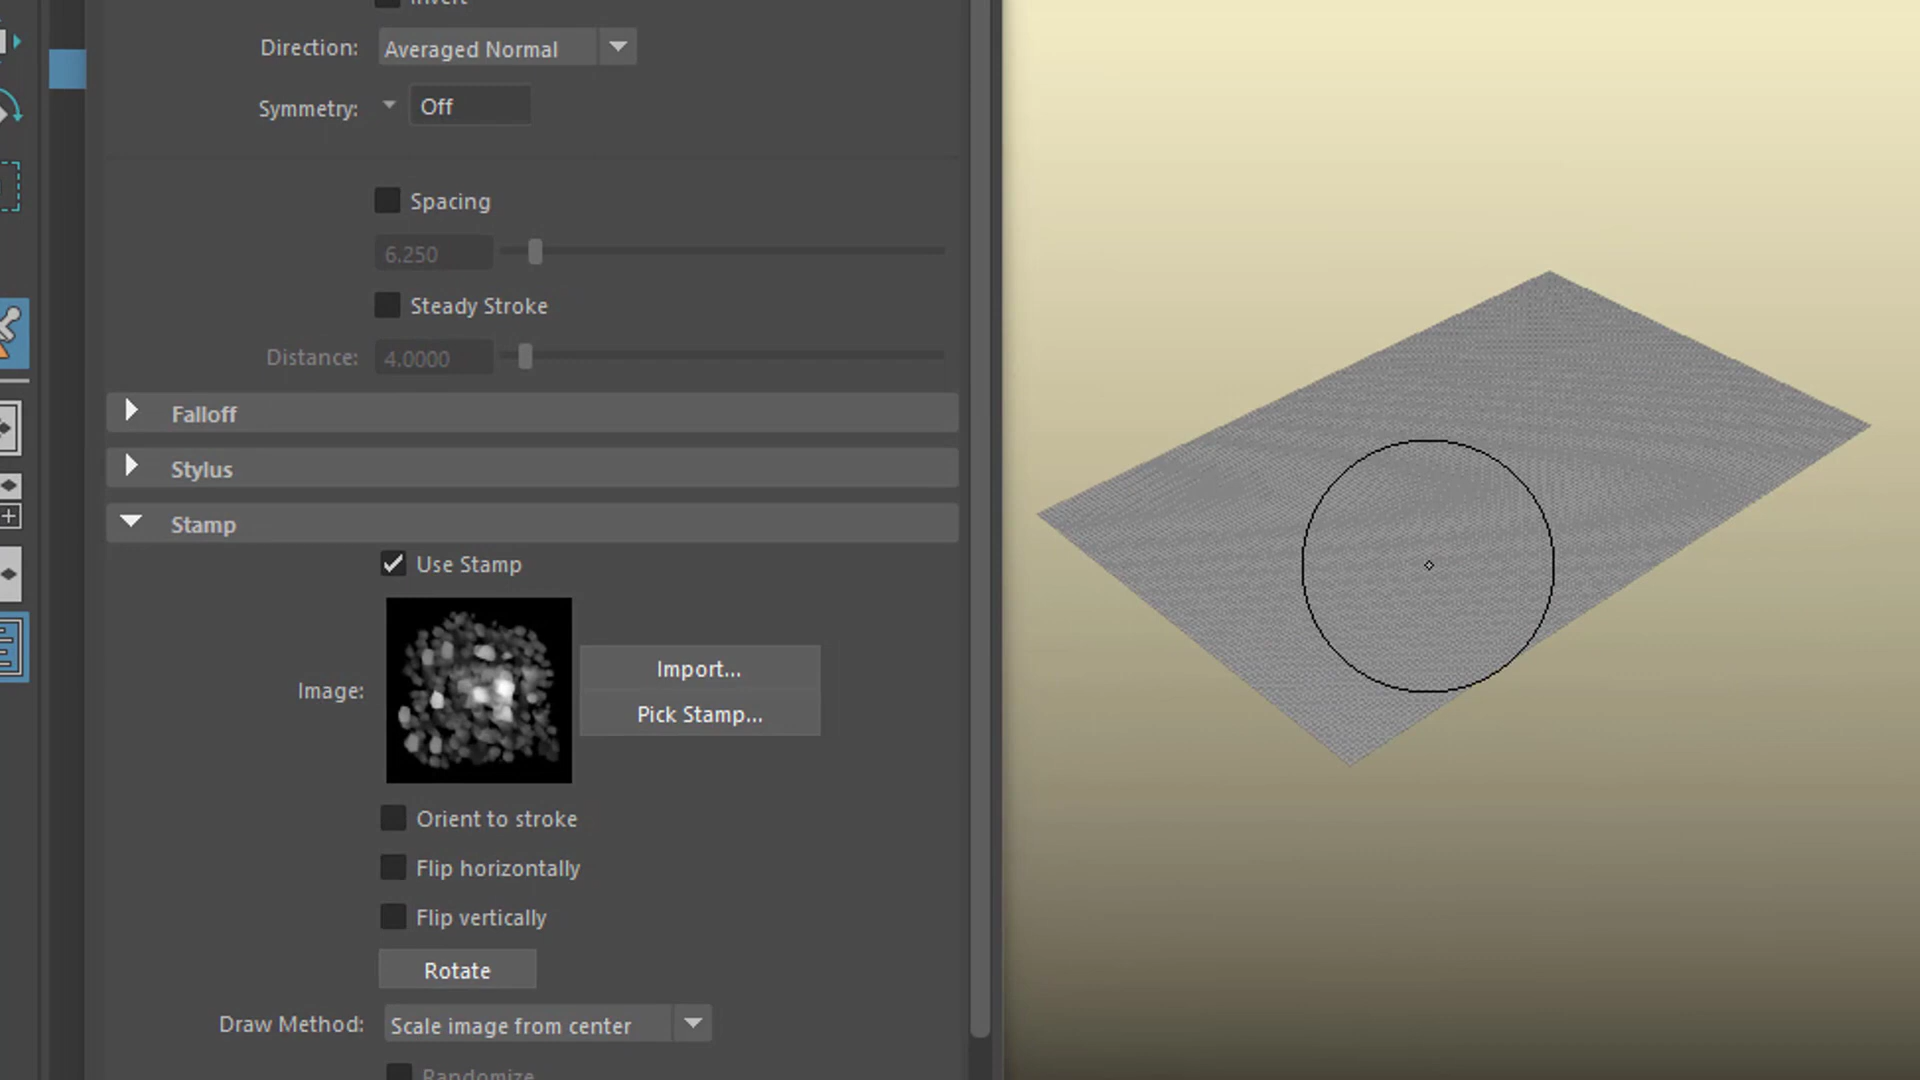 Invert
Direction: Averaged Normal
Symmetry: Off
Spacing
6.250
Steady Stroke
Distance: 4.0000
Falloff
Stylus
Stamp
Use Stamp
Image:
Import...
Pick Stamp...
Orient to stroke
Flip horizontally
Flip vertically
Rotate
Draw Method: Scale image from center
Randomize